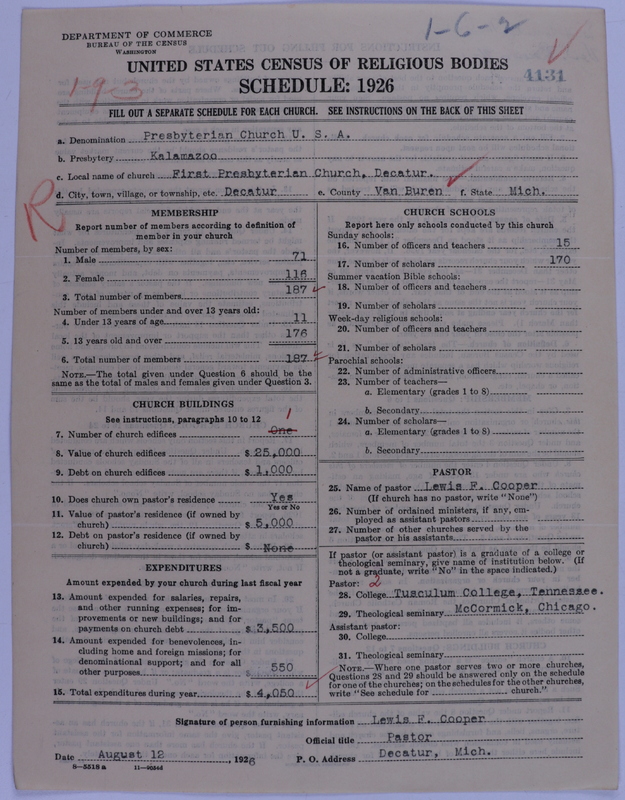 1-6-2
DEPARTMENT OF COMMERCE
BUREAU OF THE CENSUS
WASHINGTON
UNITED STATES CENSUS OF RELIGIOUS BODIES
4131
1-9-3
SCHEDULE: 1926
FILL OUT A SEPARATE SCHEDULE FOR EACH CHURCH. SEE INSTRUCTIONS ON THE BACK OF THIS SHEET
a. Denomination Presbyterian Church U. S. A.
b. Presbytery Kalamazoo
c. Local name of church First Presbyterian Church, Decatur.
d. City, town, village, or township, etc. Decatur e. County Van Buren f. State Mich.
R
MEMBERSHIP
Report number of members according to definition of
member in your church
Number of members, by sex:
1. Male 71
2. Female 116
3. Total number of members 187
Number of members under and over 13 years old:
4. Under 13 years of age 11
5. 13 years old and over 176
6. Total number of members 187
NOTE.—The total given under Question 6 should be the
same as the total of males and females given under Question 3.
CHURCH BUILDINGS
See instructions, paragraphs 10 to 12
1
7. Number of church edifices One
8. Value of church edifices $ 25,000
9. Debt on church edifices $ 1,000
10. Does church own pastor's residence Yes
Yes or No
11. Value of pastor's residence (if owned by
church) $ 5,000
12. Debt on pastor's residence (if owned by
church) $ None
EXPENDITURES
Amount expended by your church during last fiscal year
13. Amount expended for salaries, repairs,
and other running expenses; for im-
provements or new buildings; and for
payments on church debt $ 3,500
14. Amount expended for benevolences, in-
cluding home and foreign missions; for
denominational support; and for all
other purposes 550
$
15. Total expenditures during year $ 4,050
CHURCH SCHOOLS
Report here only schools conducted by this church
Sunday schools:
16. Number of officers and teachers 15
17. Number of scholars 170
Summer vacation Bible schools:
18. Number of officers and teachers
19. Number of scholars
Week-day religious schools:
20. Number of officers and teachers
21. Number of scholars
Parochial schools:
22. Number of administrative officers
23. Number of teachers—
a. Elementary (grades 1 to 8)
b. Secondary
24. Number of scholars—
a. Elementary (grades 1 to 8)
b. Secondary
PASTOR
25. Name of pastor Lewis F. Cooper
(If church has no pastor, write "None")
26. Number of ordained ministers, if any, em-
ployed as assistant pastors
27. Number of other churches served by the
pastor or his assistants
If pastor (or assistant pastor) is a graduate of a college or
theological seminary, give name of institution below. (If
not a graduate, write "No" in the space indicated.)
Pastor: 2
28. College Tusculum College, Tennessee.
29. Theological seminary McCormick, Chicago.
Assistant pastor:
30. College
31. Theological seminary
NOTE.—Where one pastor serves two or more churches,
Questions 28 and 29 should be answered only on the schedule
for one of the churches; on the schedules for the other churches,
write "See schedule for church."
Signature of person furnishing information Lewis F. Cooper
Official title Pastor
Date August 12, 1926 P. O. Address Decatur, Mich.
8—5518 a 11—90566